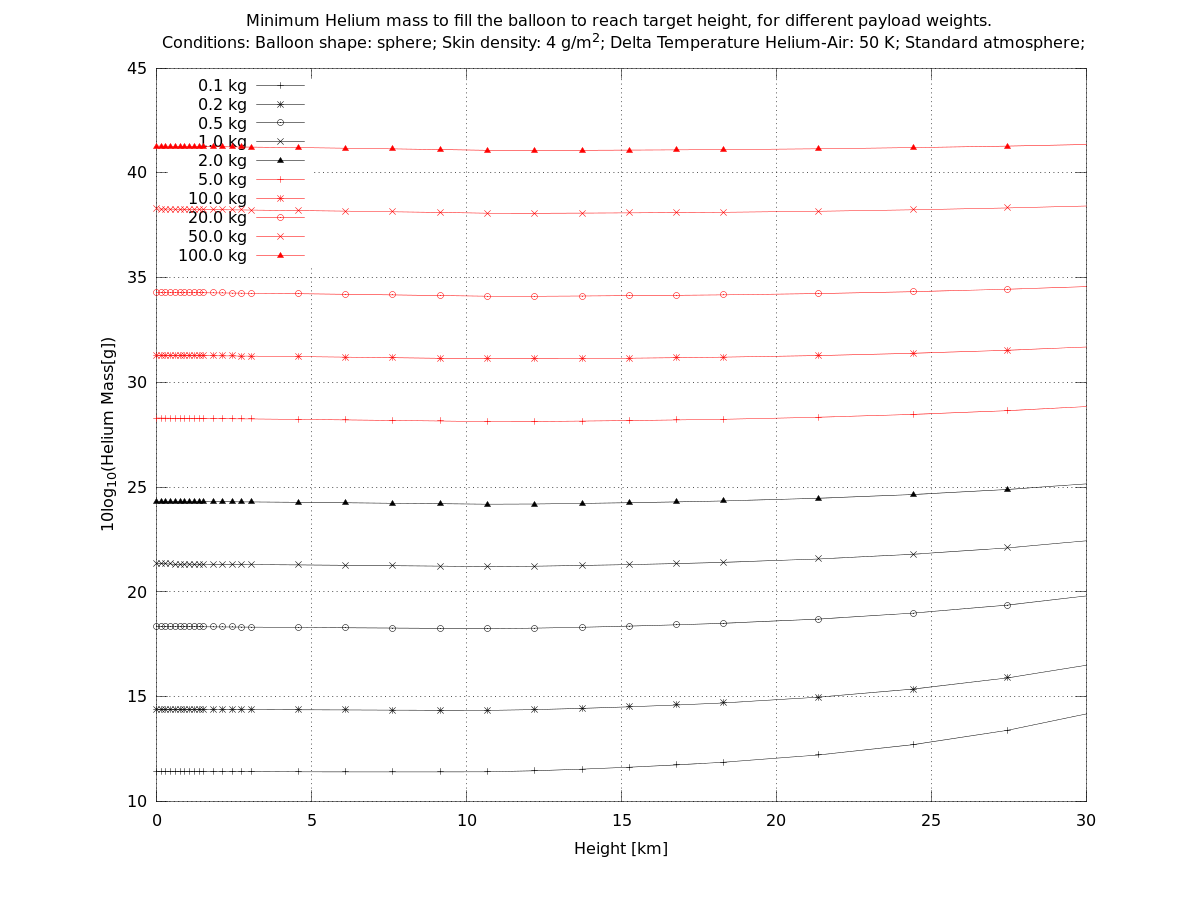 Minimum Helium mass to fill the balloon to reach target height, for different payload weights.
Conditions: Balloon shape: sphere; Skin density: 4 g/m²; Delta Temperature Helium-Air: 50 K; Standard atmosphere;
45
40
35
30
25
20
15
10
10log₁₀(Helium Mass[g])
0.1 kg
0.2 kg
0.5 kg
1.0 kg
2.0 kg
5.0 kg
10.0 kg
20.0 kg
50.0 kg
100.0 kg
0 5 10 15 20 25 30
Height [km]